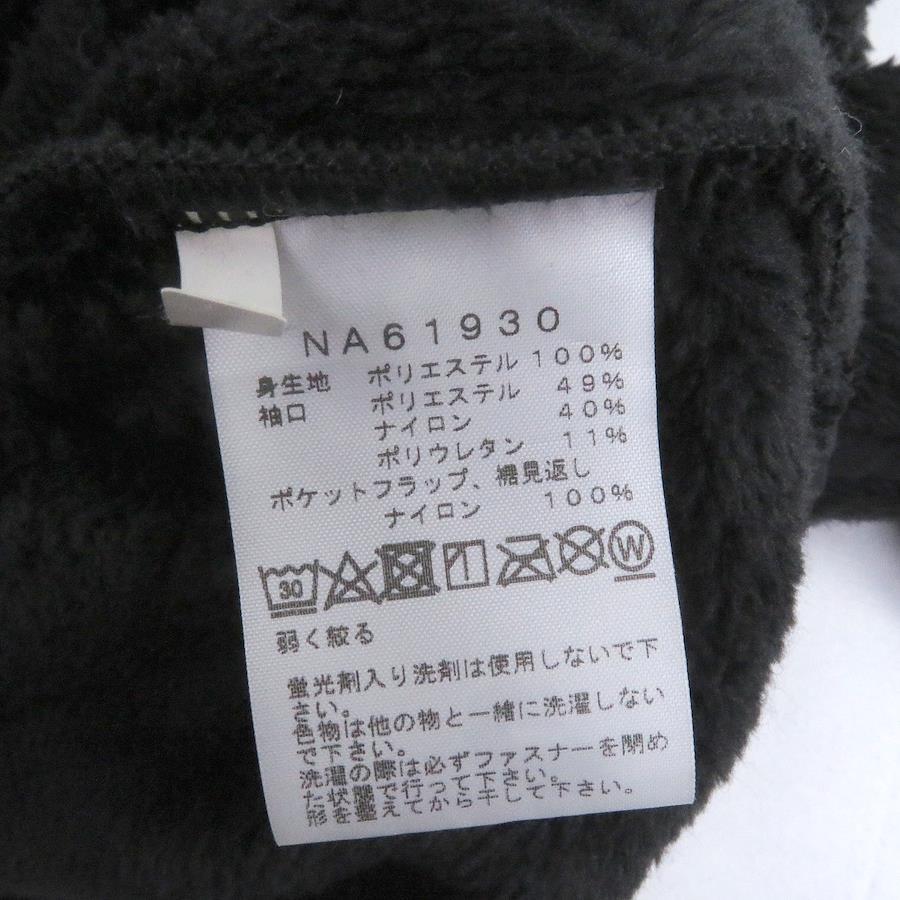 NA61930
身生地 ポリエステル 100%
袖口 ポリエステル 49%
ナイロン 40%
ポリウレタン 11%
ポケットフラップ、裾見返し
ナイロン 100%
30 W
弱く絞る
蛍光剤入り洗剤は使用しないで下
さい。
色物は他の物と一緒に洗濯しない
で下さい。
洗濯の際は必ずファスナーを閉め
た状態で行って下さい。
形を整えてから干して下さい。